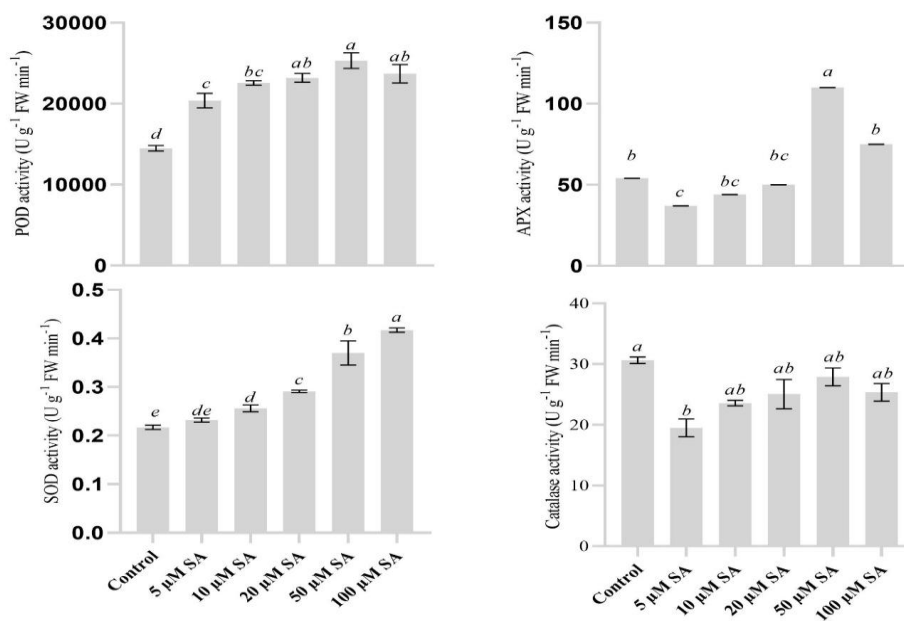 POD activity (U g⁻¹ FW min⁻¹)
30000
20000
10000
0
d
c
bc
ab
a
ab
APX activity (U g⁻¹ FW min⁻¹)
150
100
50
0
b
c
bc
bc
a
b
SOD activity (U g⁻¹ FW min⁻¹)
0.5
0.4
0.3
0.2
0.1
0.0
e
de
d
c
b
a
Control
5 µM SA
10 µM SA
20 µM SA
50 µM SA
100 µM SA
Catalase activity (U g⁻¹ FW min⁻¹)
40
30
20
10
0
a
b
ab
ab
ab
ab
Control
5 µM SA
10 µM SA
20 µM SA
50 µM SA
100 µM SA